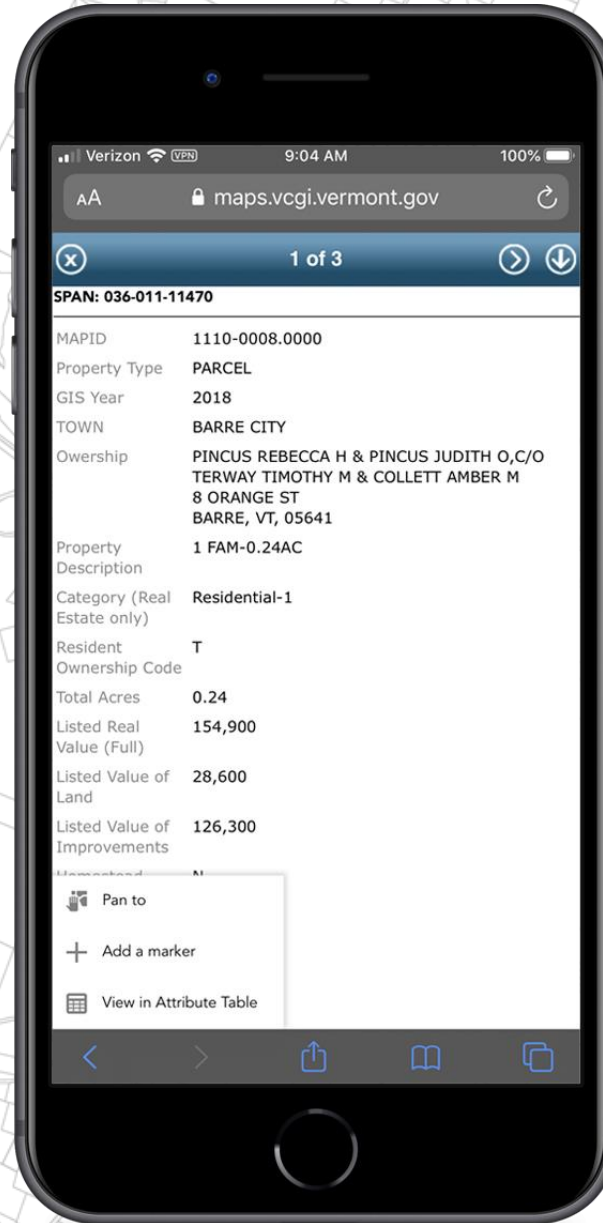 Verizon VPN 9:04 AM 100%
AA maps.vcgi.vermont.gov
1 of 3
SPAN: 036-011-11470
MAPID 1110-0008.0000
Property Type PARCEL
GIS Year 2018
TOWN BARRE CITY
Owership PINCUS REBECCA H & PINCUS JUDITH O,C/O
TERWAY TIMOTHY M & COLLETT AMBER M
8 ORANGE ST
BARRE, VT, 05641
Property 1 FAM-0.24AC
Description
Category (Real Residential-1
Estate only)
Resident T
Ownership Code
Total Acres 0.24
Listed Real 154,900
Value (Full)
Listed Value of 28,600
Land
Listed Value of 126,300
Improvements
Homestead N
Pan to
Add a marker
View in Attribute Table